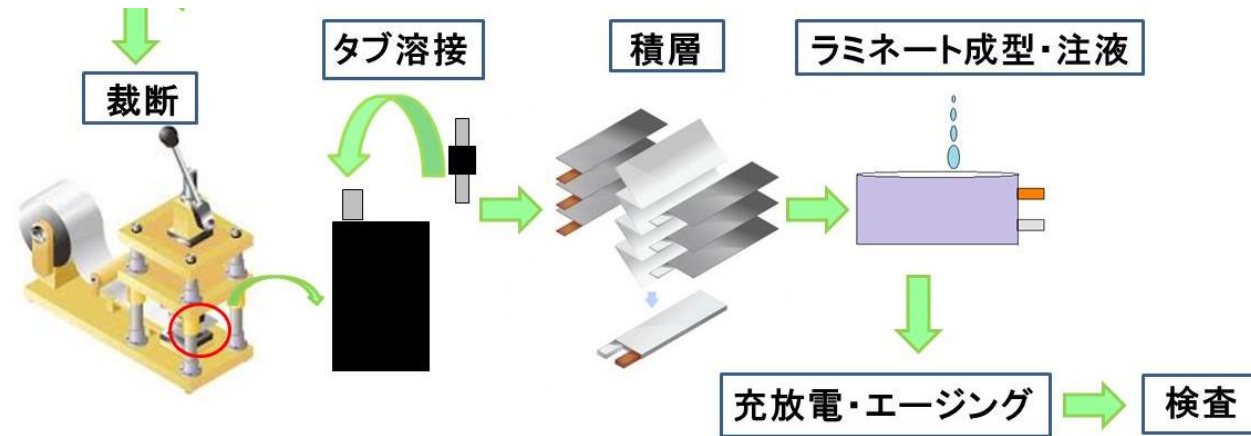 裁断
タブ溶接
積層
ラミネート成型・注液
充放電・エージング
検査